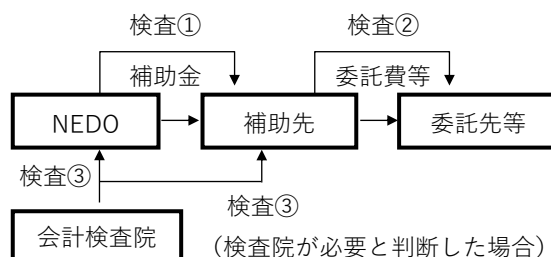 検査①
検査②
補助金
委託費等
NEDO
補助先
委託先等
検査③
検査③
会計検査院
（検査院が必要と判断した場合）